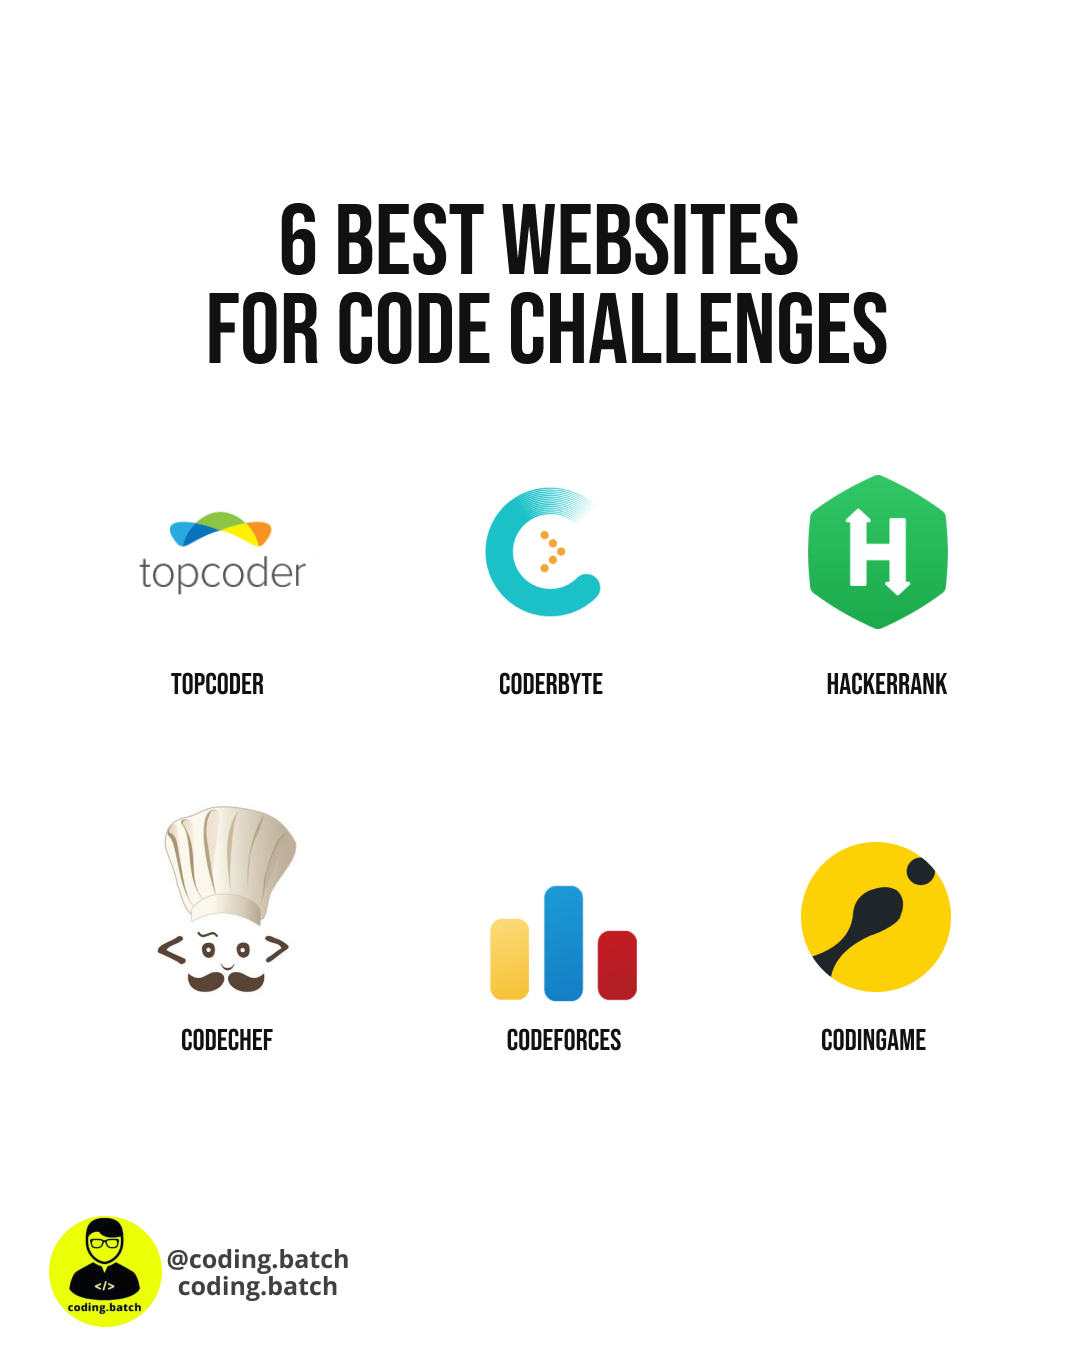 6 BEST WEBSITES
FOR CODE CHALLENGES
topcoder
H
TOPCODER
CODERBYTE
HACKERRANK
< >
CODECHEF
CODEFORCES
CODINGAME
</>
coding.batch
@coding.batch
coding.batch